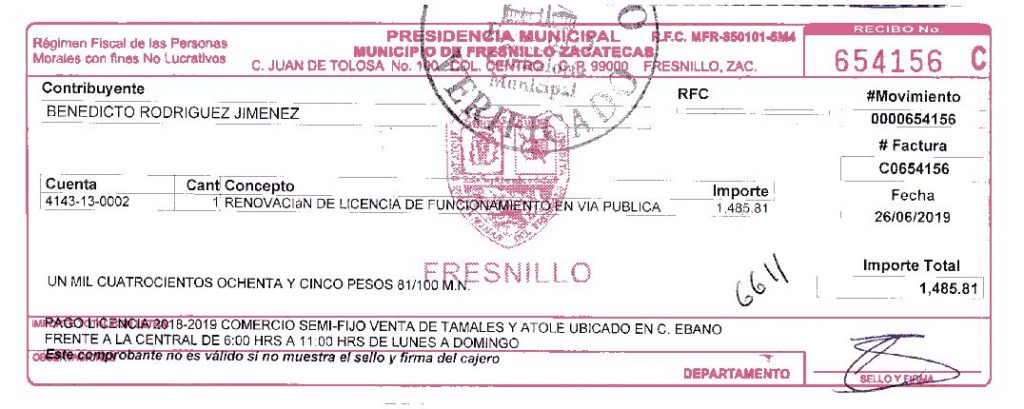 PRESIDENCIA MUNICIPAL
MUNICIPIO DE FRESNILLO ZACATECAS
C. JUAN DE TOLOSA No. 100 COL. CENTRO C.P. 99000 FRESNILLO, ZAC.
Régimen Fiscal de las Personas
Morales con fines No Lucrativos
R.F.C. MFR-850101-5M4
RECIBO No.
654156 C
Municipal
VERIFICADO
Contribuyente
BENEDICTO RODRIGUEZ JIMENEZ
RFC
#Movimiento
0000654156
# Factura
C0654156
Cuenta Cant Concepto Importe
4143-13-0002 1 RENOVACIàN DE LICENCIA DE FUNCIONAMIENTO EN VIA PUBLICA 1,485.81
Fecha
26/06/2019
FRESNILLO
UN MIL CUATROCIENTOS OCHENTA Y CINCO PESOS 81/100 M.N.
6611
Importe Total
1,485.81
PAGO LICENCIA 2018-2019 COMERCIO SEMI-FIJO VENTA DE TAMALES Y ATOLE UBICADO EN C. EBANO
FRENTE A LA CENTRAL DE 6:00 HRS A 11:00 HRS DE LUNES A DOMINGO
Este comprobante no es válido si no muestra el sello y firma del cajero
DEPARTAMENTO
SELLO Y FIRMA